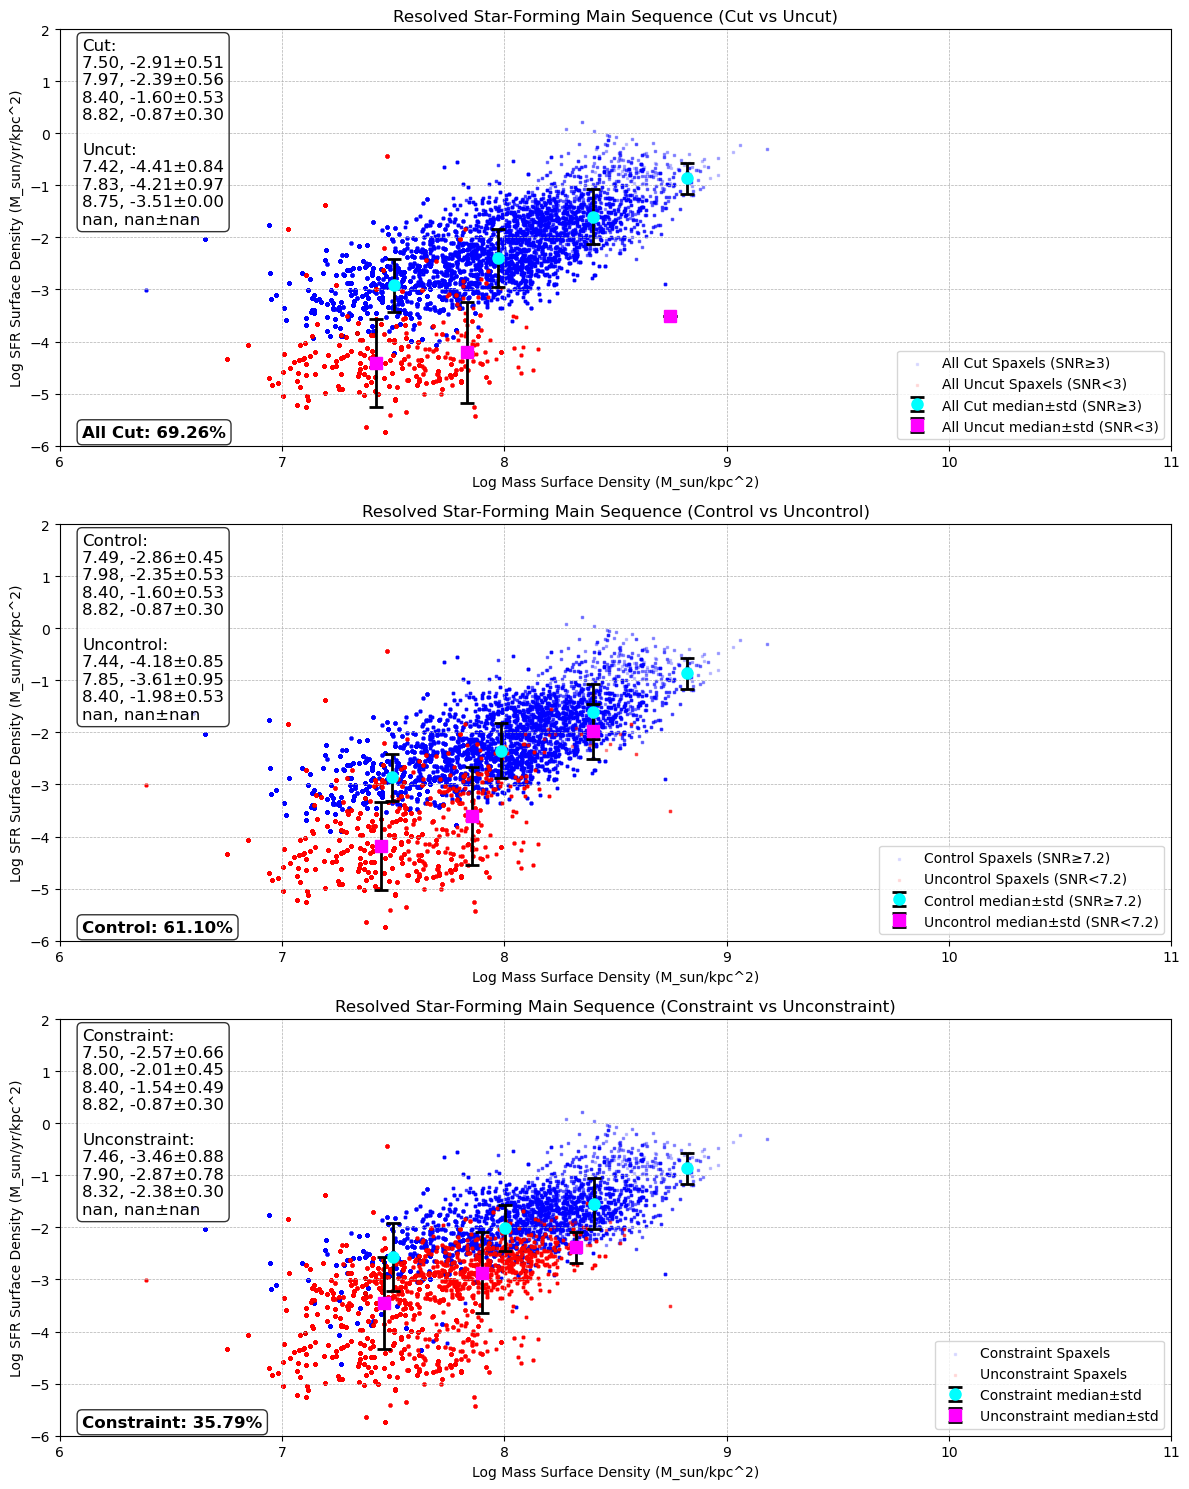 Resolved Star-Forming Main Sequence (Cut vs Uncut)
Cut:
7.50, -2.91±0.51
7.97, -2.39±0.56
8.40, -1.60±0.53
8.82, -0.87±0.30
Uncut:
7.42, -4.41±0.84
7.83, -4.21±0.97
8.75, -3.51±0.00
nan, nan±nan
All Cut: 69.26%
2
1
0
−1
−2
−3
−4
−5
−6
Log SFR Surface Density (M_sun/yr/kpc^2)
All Cut Spaxels (SNR≥3)
All Uncut Spaxels (SNR<3)
All Cut median±std (SNR≥3)
All Uncut median±std (SNR<3)
6 7 8 9 10 11
Log Mass Surface Density (M_sun/kpc^2)
Resolved Star-Forming Main Sequence (Control vs Uncontrol)
Control:
7.49, -2.86±0.45
7.98, -2.35±0.53
8.40, -1.60±0.53
8.82, -0.87±0.30
Uncontrol:
7.44, -4.18±0.85
7.85, -3.61±0.95
8.40, -1.98±0.53
nan, nan±nan
Control: 61.10%
2
1
0
−1
−2
−3
−4
−5
−6
Log SFR Surface Density (M_sun/yr/kpc^2)
Control Spaxels (SNR≥7.2)
Uncontrol Spaxels (SNR<7.2)
Control median±std (SNR≥7.2)
Uncontrol median±std (SNR<7.2)
6 7 8 9 10 11
Log Mass Surface Density (M_sun/kpc^2)
Resolved Star-Forming Main Sequence (Constraint vs Unconstraint)
Constraint:
7.50, -2.57±0.66
8.00, -2.01±0.45
8.40, -1.54±0.49
8.82, -0.87±0.30
Unconstraint:
7.46, -3.46±0.88
7.90, -2.87±0.78
8.32, -2.38±0.30
nan, nan±nan
Constraint: 35.79%
2
1
0
−1
−2
−3
−4
−5
−6
Log SFR Surface Density (M_sun/yr/kpc^2)
Constraint Spaxels
Unconstraint Spaxels
Constraint median±std
Unconstraint median±std
6 7 8 9 10 11
Log Mass Surface Density (M_sun/kpc^2)